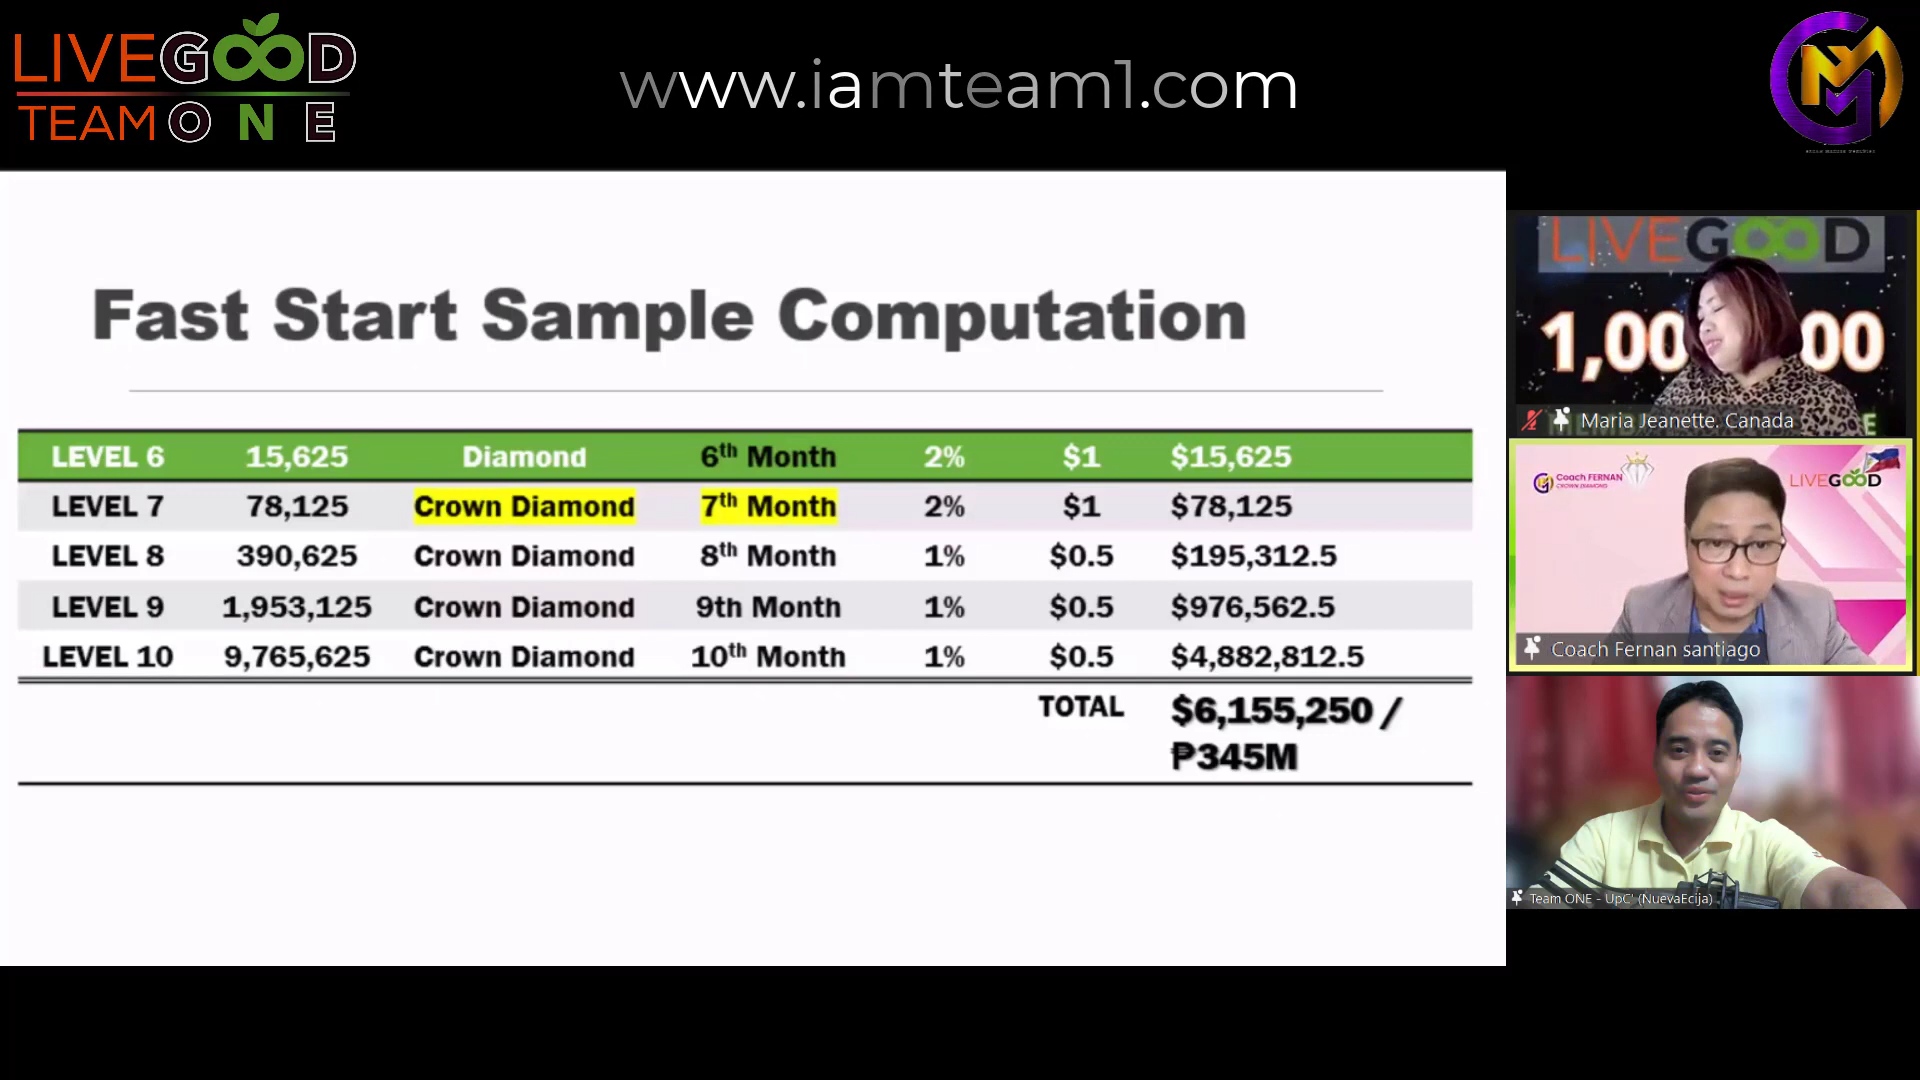 LIVEGOOD
TEAM ONE
www.iamteam1.com
GM
Fast Start Sample Computation
LEVEL 6 15,625 Diamond 6th Month 2% $1 $15,625
LEVEL 7 78,125 Crown Diamond 7th Month 2% $1 $78,125
LEVEL 8 390,625 Crown Diamond 8th Month 1% $0.5 $195,312.5
LEVEL 9 1,953,125 Crown Diamond 9th Month 1% $0.5 $976,562.5
LEVEL 10 9,765,625 Crown Diamond 10th Month 1% $0.5 $4,882,812.5
TOTAL $6,155,250 /
₱345M
LIVEGOOD
1,00 00
Maria Jeanette. Canada
Coach FERNAN
CROWN DIAMOND
LIVEGOOD
Coach Fernan santiago
Team ONE - UpC' (NuevaEcija)